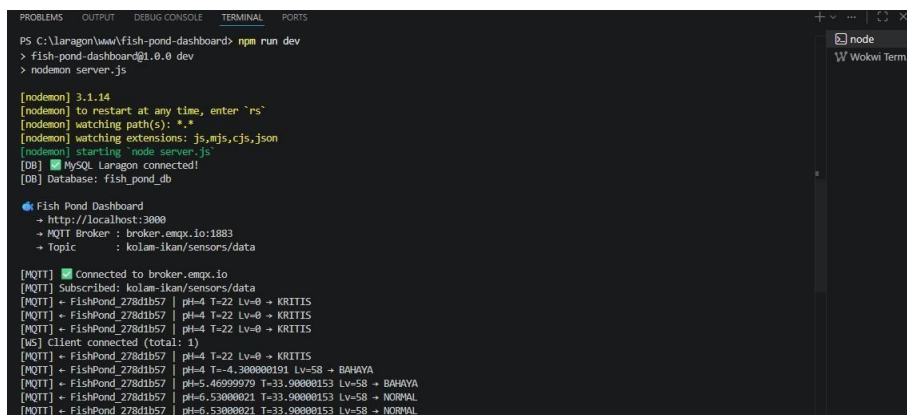 PROBLEMS OUTPUT DEBUG CONSOLE TERMINAL PORTS
PS C:\laragon\www\fish-pond-dashboard> npm run dev
> fish-pond-dashboard@1.0.0 dev
> nodemon server.js
[nodemon] 3.1.14
[nodemon] to restart at any time, enter `rs`
[nodemon] watching path(s): *.*
[nodemon] watching extensions: js,mjs,cjs,json
[nodemon] starting `node server.js`
[DB] ✅ MySQL Laragon connected!
[DB] Database: fish_pond_db
🐟 Fish Pond Dashboard
→ http://localhost:3000
→ MQTT Broker : broker.emqx.io:1883
→ Topic : kolam-ikan/sensors/data
[MQTT] ✅ Connected to broker.emqx.io
[MQTT] Subscribed: kolam-ikan/sensors/data
[MQTT] ← FishPond_278d1b57 | pH=4 T=22 Lv=0 → KRITIS
[MQTT] ← FishPond_278d1b57 | pH=4 T=22 Lv=0 → KRITIS
[MQTT] ← FishPond_278d1b57 | pH=4 T=22 Lv=0 → KRITIS
[WS] Client connected (total: 1)
[MQTT] ← FishPond_278d1b57 | pH=4 T=22 Lv=0 → KRITIS
[MQTT] ← FishPond_278d1b57 | pH=4 T=-4.300000191 Lv=58 → BAHAYA
[MQTT] ← FishPond_278d1b57 | pH=5.46999979 T=33.90000153 Lv=58 → BAHAYA
[MQTT] ← FishPond_278d1b57 | pH=6.53000021 T=33.90000153 Lv=58 → NORMAL
[MQTT] ← FishPond_278d1b57 | pH=6.53000021 T=33.90000153 Lv=58 → NORMAL
node
Wokwi Term